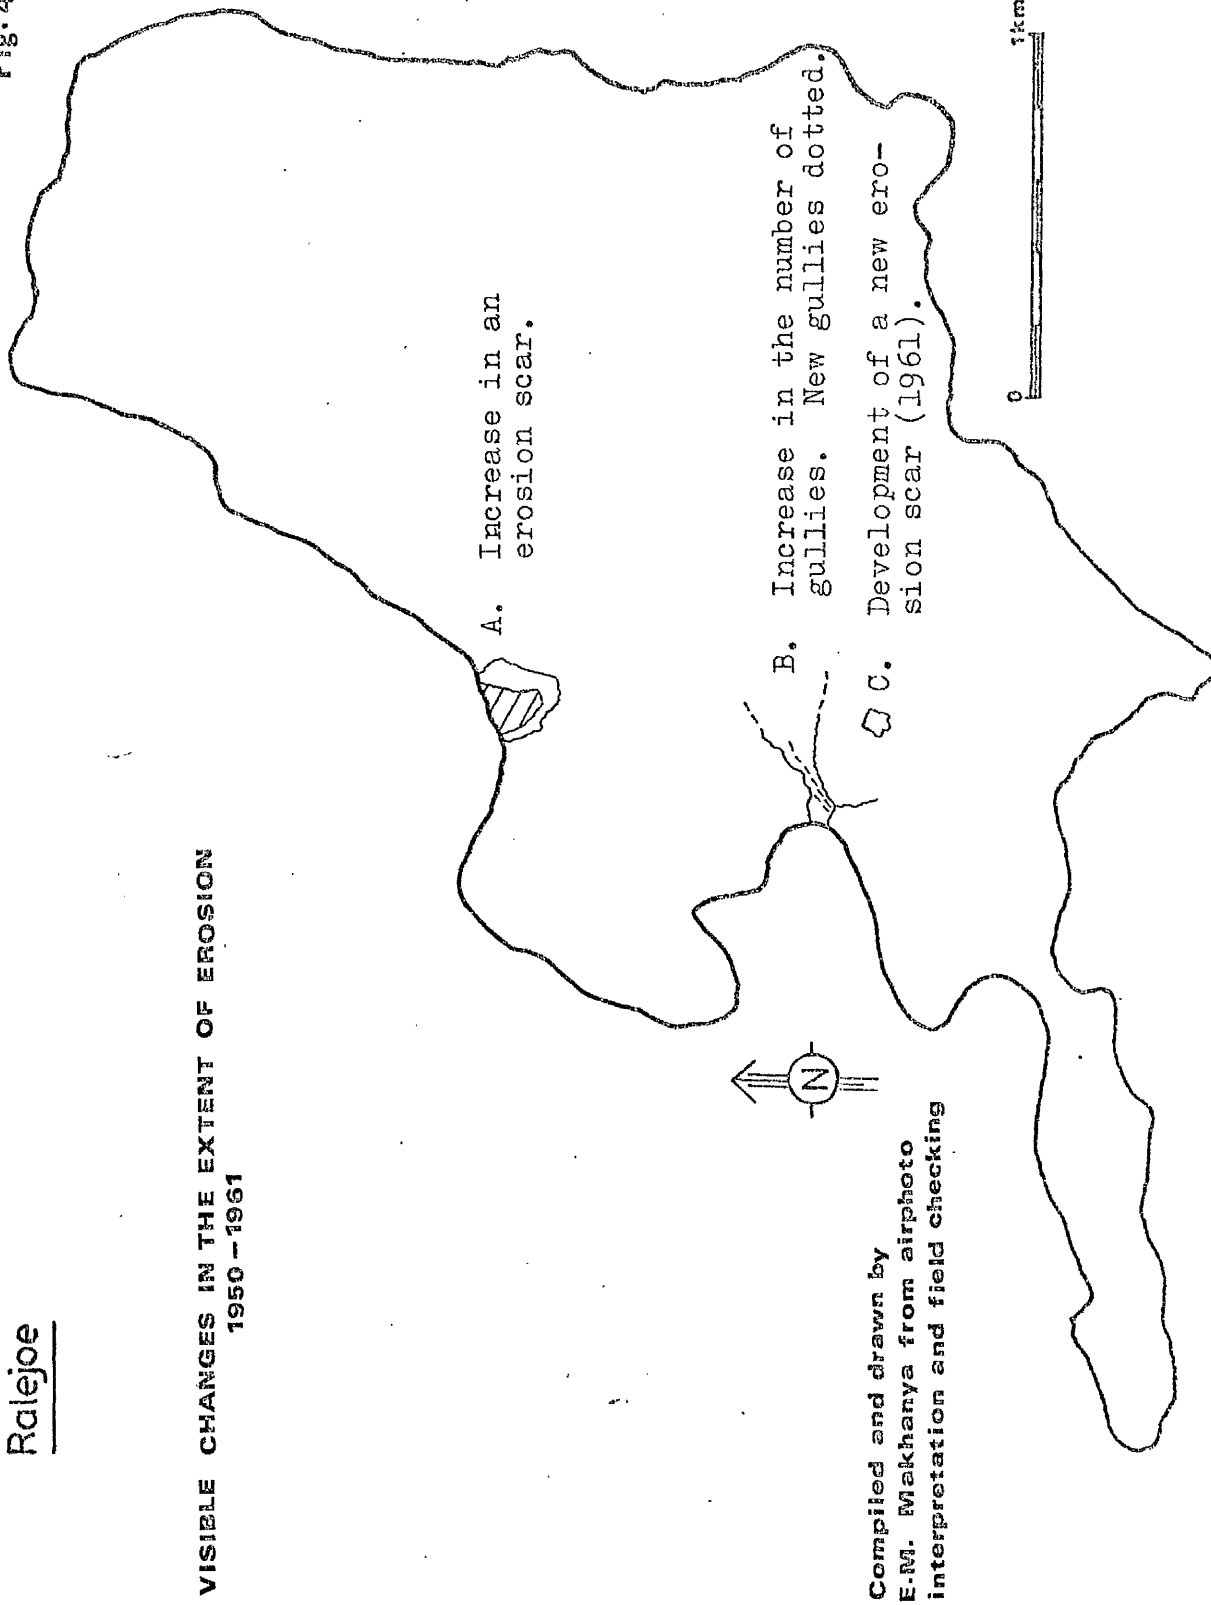 Ralejoe
VISIBLE CHANGES IN THE EXTENT OF EROSION
1950-1961
A. Increase in an
erosion scar.
B. Increase in the number of
gullies. New gullies dotted.
C. Development of a new ero-
sion scar (1961).
N
Compiled and drawn by
E.M. Makhanya from airphoto
interpretation and field checking
0
1km